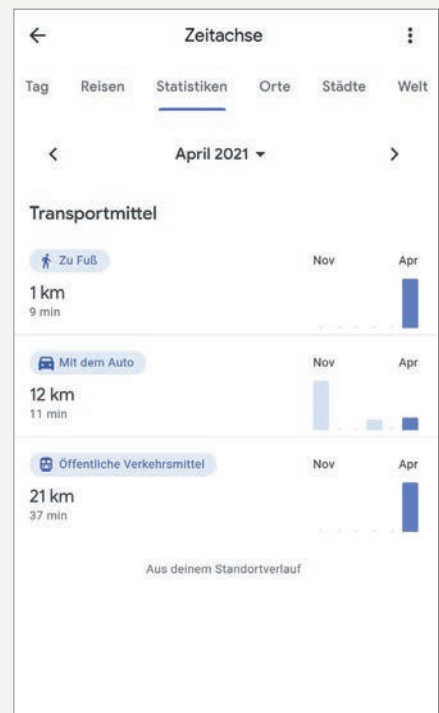 Zeitachse
Tag Reisen Statistiken Orte Städte Welt
April 2021
Transportmittel
Zu Fuß Nov Apr
1 km
9 min
Mit dem Auto Nov Apr
12 km
11 min
Öffentliche Verkehrsmittel Nov Apr
21 km
37 min
Aus deinem Standortverlauf